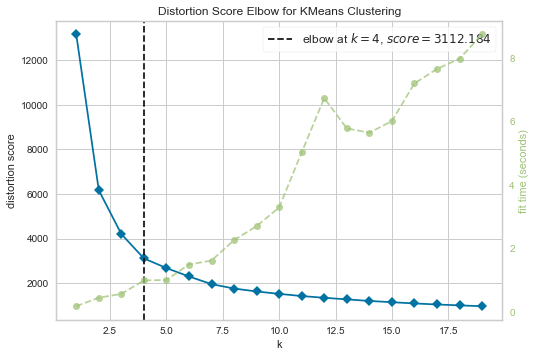 Distortion Score Elbow for KMeans Clustering
elbow at k = 4, score = 3112.184
distortion score
12000
10000
8000
6000
4000
2000
fit time (seconds)
8
6
4
2
0
2.5 5.0 7.5 10.0 12.5 15.0 17.5
k